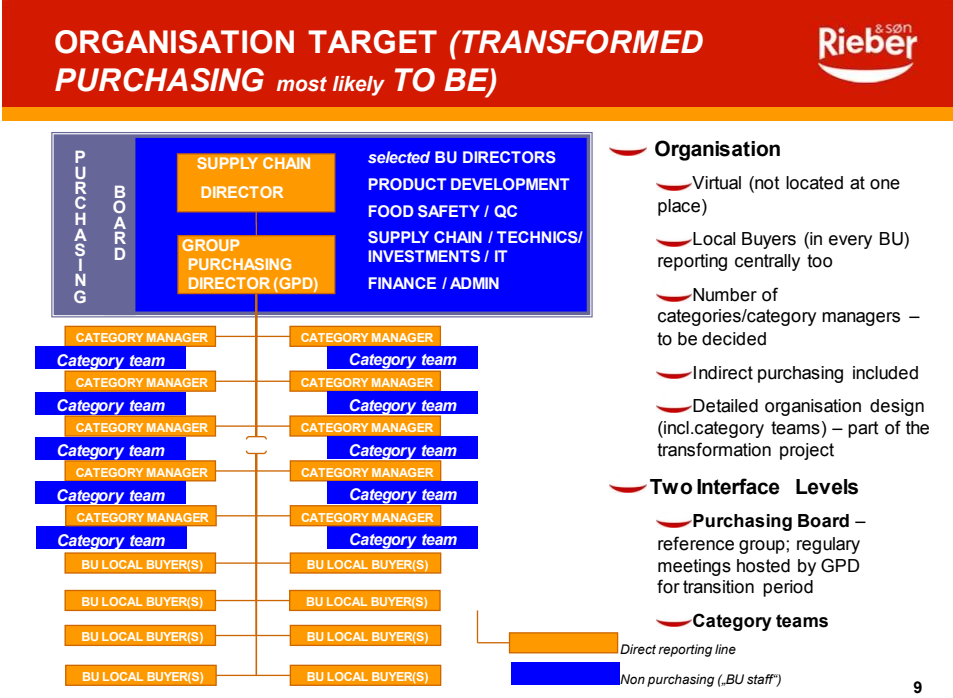 ORGANISATION TARGET (TRANSFORMED
PURCHASING most likely TO BE)
Rieber
& søn
PURCHASING
BOARD
SUPPLY CHAIN
DIRECTOR
GROUP
PURCHASING
DIRECTOR (GPD)
selected BU DIRECTORS
PRODUCT DEVELOPMENT
FOOD SAFETY / QC
SUPPLY CHAIN / TECHNICS/
INVESTMENTS / IT
FINANCE / ADMIN
CATEGORY MANAGER
CATEGORY MANAGER
Category team
Category team
CATEGORY MANAGER
CATEGORY MANAGER
Category team
Category team
CATEGORY MANAGER
CATEGORY MANAGER
Category team
Category team
CATEGORY MANAGER
CATEGORY MANAGER
Category team
Category team
CATEGORY MANAGER
CATEGORY MANAGER
Category team
Category team
BU LOCAL BUYER(S)
BU LOCAL BUYER(S)
BU LOCAL BUYER(S)
BU LOCAL BUYER(S)
BU LOCAL BUYER(S)
BU LOCAL BUYER(S)
BU LOCAL BUYER(S)
BU LOCAL BUYER(S)
Organisation
Virtual (not located at one
place)
Local Buyers (in every BU)
reporting centrally too
Number of
categories/category managers –
to be decided
Indirect purchasing included
Detailed organisation design
(incl.category teams) – part of the
transformation project
Two Interface Levels
Purchasing Board –
reference group; regulary
meetings hosted by GPD
for transition period
Category teams
Direct reporting line
Non purchasing („BU staff“)
9